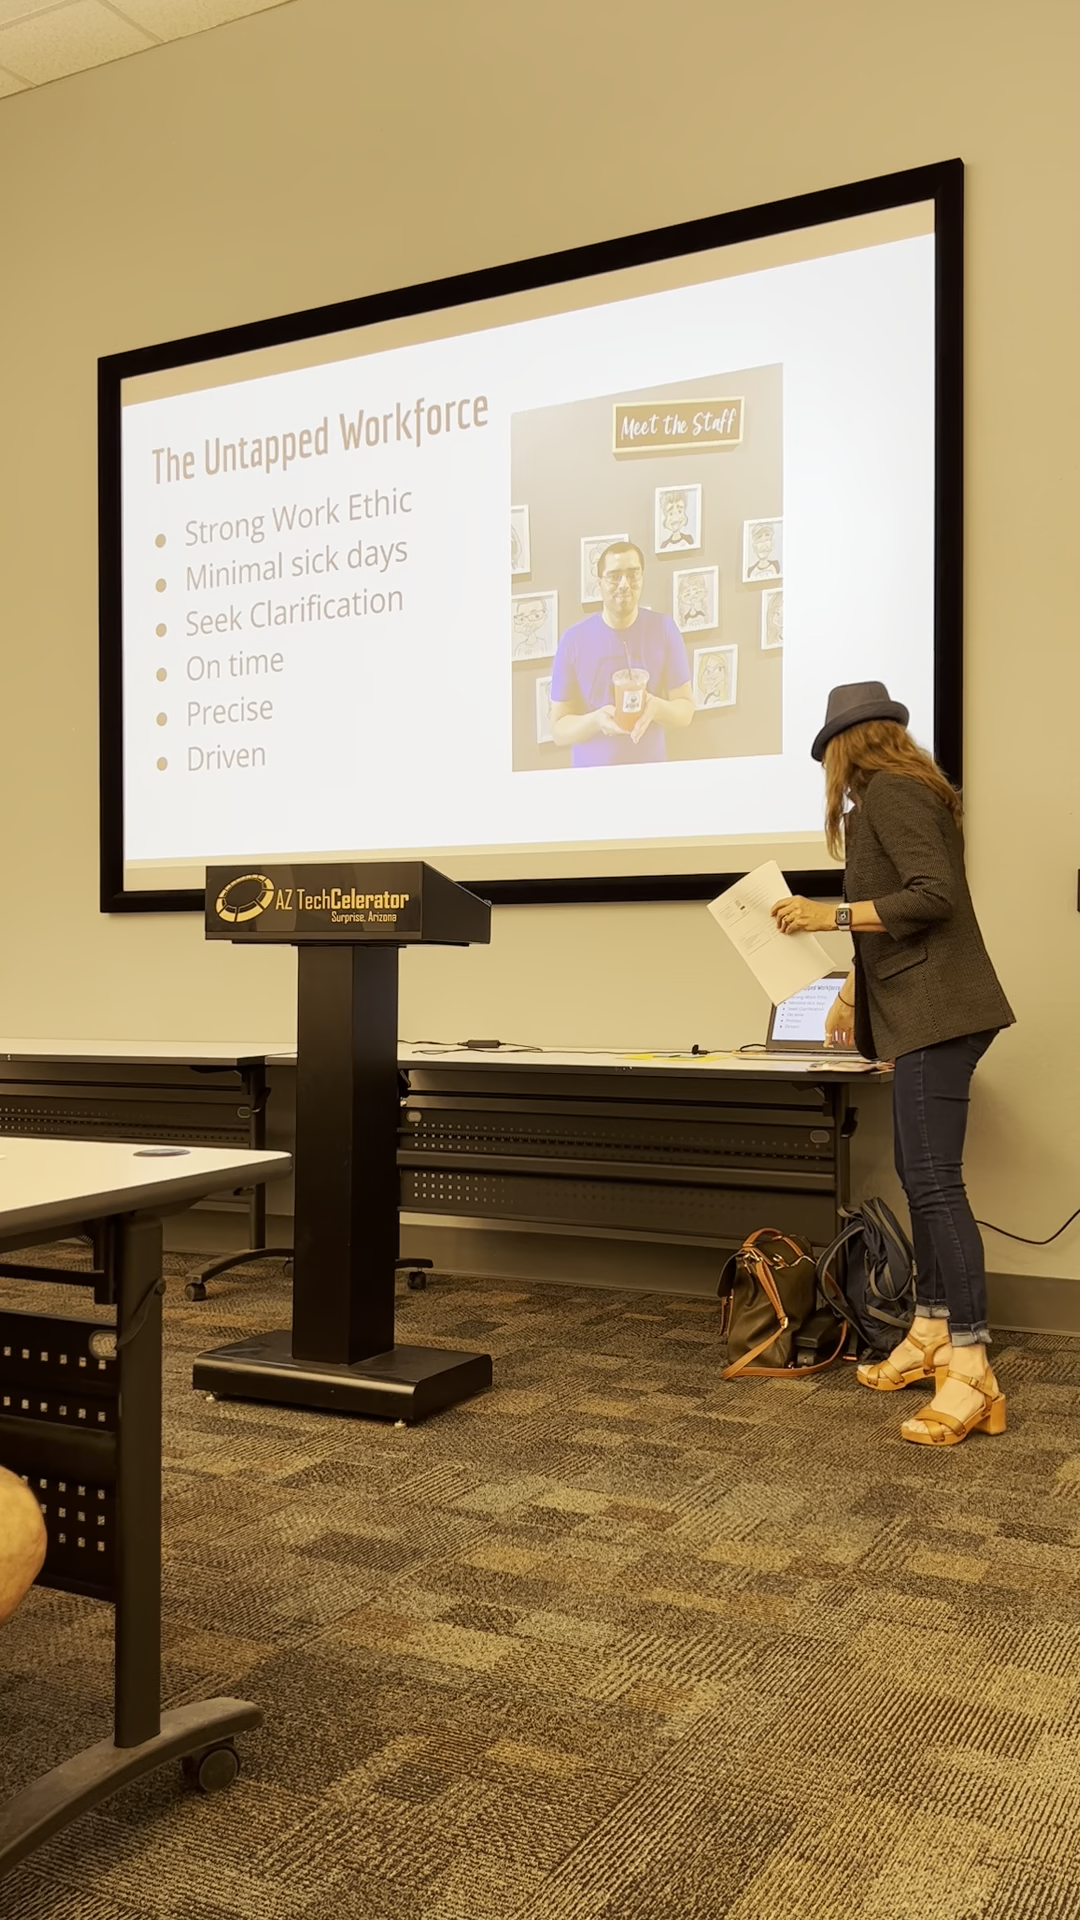 The Untapped Workforce
Strong Work Ethic
Minimal sick days
Seek Clarification
On time
Precise
Driven
Meet the Staff
AZ TechCelerator
Surprise, Arizona